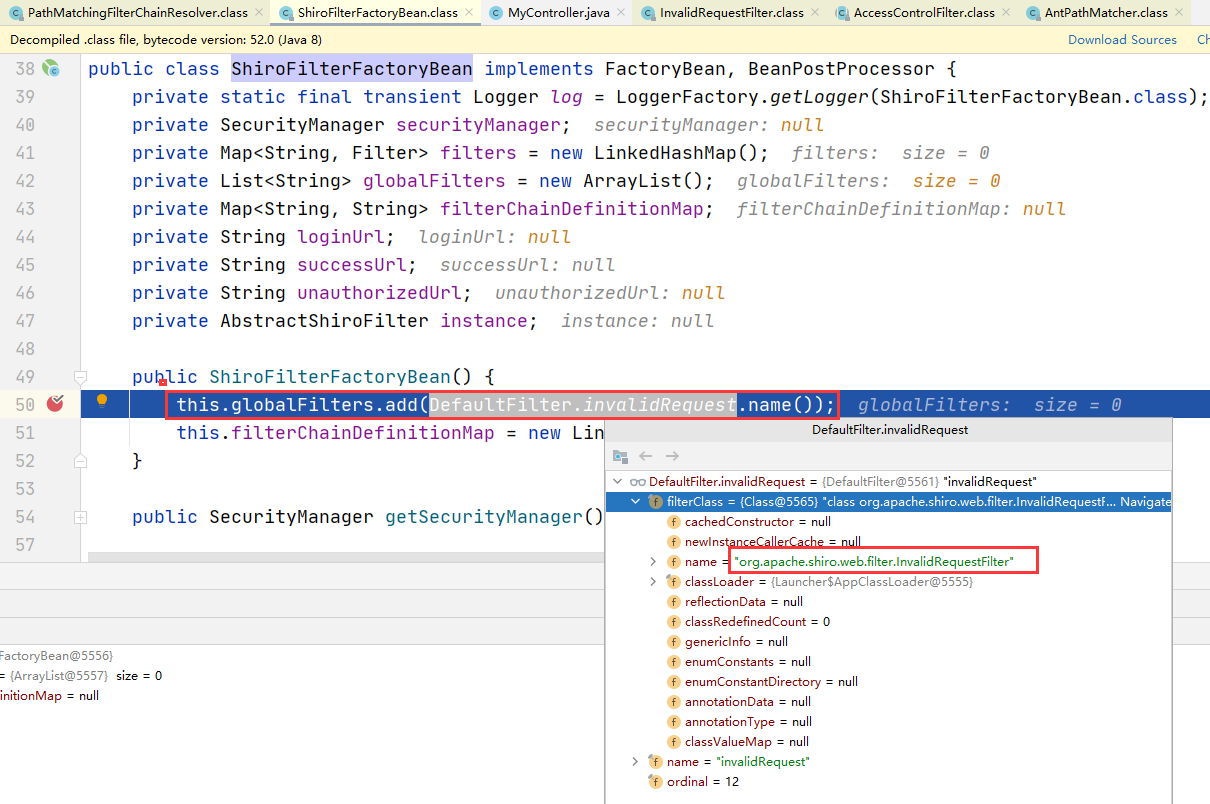 PathMatchingFilterChainResolver.class × ShiroFilterFactoryBean.class × MyController.java × InvalidRequestFilter.class × AccessControlFilter.class × AntPathMatcher.class ×
Decompiled .class file, bytecode version: 52.0 (Java 8) Download Sources
38 public class ShiroFilterFactoryBean implements FactoryBean, BeanPostProcessor {
39 private static final transient Logger log = LoggerFactory.getLogger(ShiroFilterFactoryBean.class);
40 private SecurityManager securityManager; securityManager: null
41 private Map<String, Filter> filters = new LinkedHashMap(); filters: size = 0
42 private List<String> globalFilters = new ArrayList(); globalFilters: size = 0
43 private Map<String, String> filterChainDefinitionMap; filterChainDefinitionMap: null
44 private String loginUrl; loginUrl: null
45 private String successUrl; successUrl: null
46 private String unauthorizedUrl; unauthorizedUrl: null
47 private AbstractShiroFilter instance; instance: null
48
49 public ShiroFilterFactoryBean() {
50 this.globalFilters.add(DefaultFilter.invalidRequest.name()); globalFilters: size = 0
51 this.filterChainDefinitionMap = new Lin
52 }
53
54 public SecurityManager getSecurityManager()
57
DefaultFilter.invalidRequest
DefaultFilter.invalidRequest = {DefaultFilter@5561} "invalidRequest"
filterClass = {Class@5565} "class org.apache.shiro.web.filter.InvalidRequestF... Navigate
cachedConstructor = null
newInstanceCallerCache = null
name = "org.apache.shiro.web.filter.InvalidRequestFilter"
classLoader = {Launcher$AppClassLoader@5555}
reflectionData = null
classRedefinedCount = 0
genericInfo = null
enumConstants = null
enumConstantDirectory = null
annotationData = null
annotationType = null
classValueMap = null
name = "invalidRequest"
ordinal = 12
FactoryBean@5556}
= {ArrayList@5557} size = 0
initionMap = null